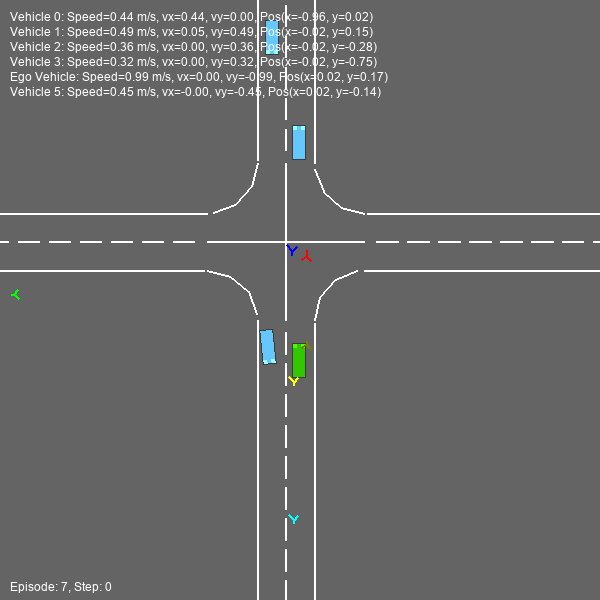 Vehicle 0: Speed=0.44 m/s, vx=0.44, vy=0.00, Pos(x=-0.96, y=0.02)
Vehicle 1: Speed=0.49 m/s, vx=0.05, vy=0.49, Pos(x=-0.02, y=0.15)
Vehicle 2: Speed=0.36 m/s, vx=0.00, vy=0.36, Pos(x=-0.02, y=-0.28)
Vehicle 3: Speed=0.32 m/s, vx=0.00, vy=0.32, Pos(x=-0.02, y=-0.75)
Ego Vehicle: Speed=0.99 m/s, vx=0.00, vy=-0.99, Pos(x=0.02, y=0.17)
Vehicle 5: Speed=0.45 m/s, vx=-0.00, vy=-0.45, Pos(x=0.02, y=-0.14)
Episode: 7, Step: 0